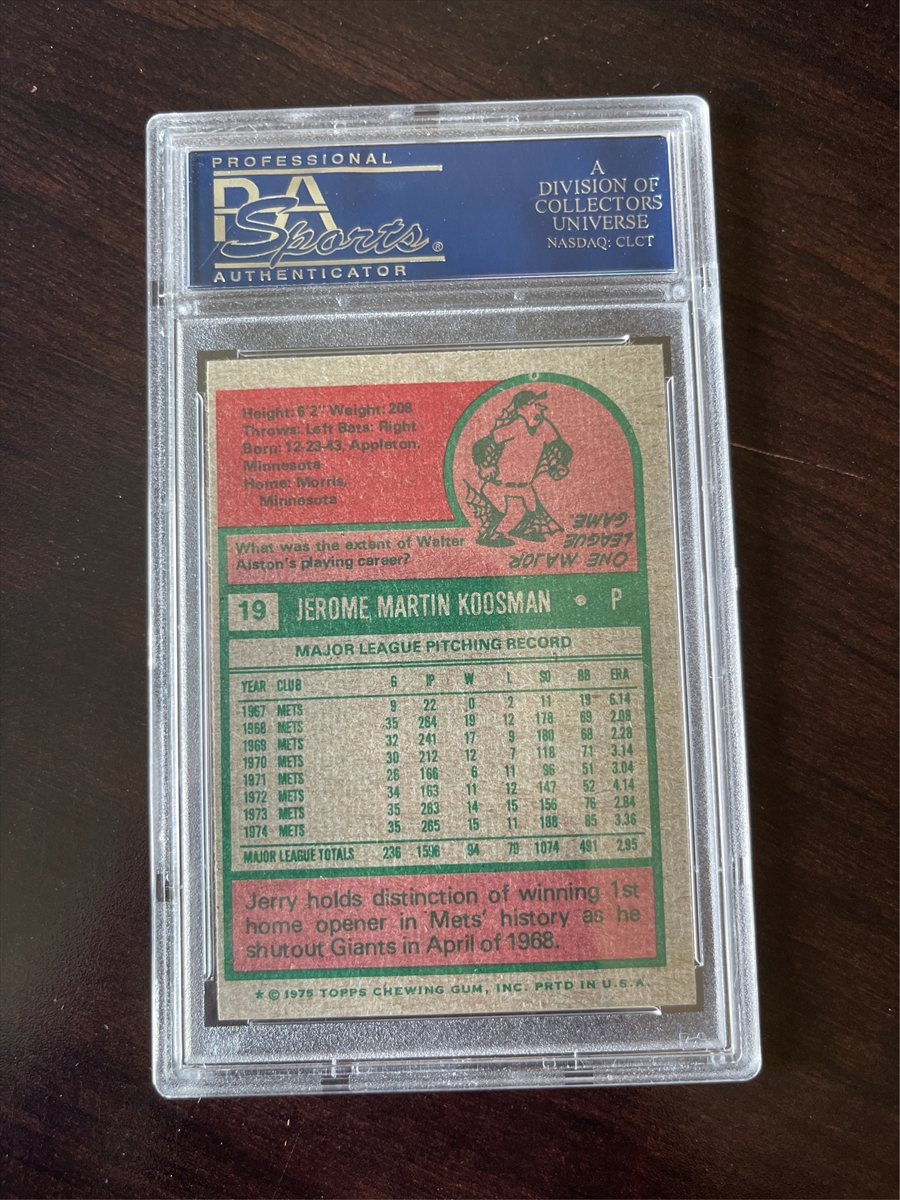 PROFESSIONAL
PSA
Sports®
AUTHENTICATOR
A
DIVISION OF
COLLECTORS
UNIVERSE
NASDAQ: CLCT
Height: 6'2" Weight: 208
Throws: Left Bats: Right
Born: 12-23-43, Appleton,
Minnesota
Home: Morris,
Minnesota
What was the extent of Walter
Alston's playing career?
ONE MAJOR
LEAGUE
GAME
19 JEROME MARTIN KOOSMAN • P
MAJOR LEAGUE PITCHING RECORD
YEAR CLUB G IP W L SO BB ERA
1967 METS 9 22 0 2 11 19 6.14
1968 METS 35 264 19 12 178 69 2.08
1969 METS 32 241 17 9 180 68 2.28
1970 METS 30 212 12 7 118 71 3.14
1971 METS 26 166 6 11 96 51 3.04
1972 METS 34 163 11 12 147 52 4.14
1973 METS 35 263 14 15 156 76 2.84
1974 METS 35 265 15 11 188 85 3.36
MAJOR LEAGUE TOTALS 236 1596 94 79 1074 491 2.95
Jerry holds distinction of winning 1st
home opener in Mets' history as he
shutout Giants in April of 1968.
* © 1975 TOPPS CHEWING GUM, INC. PRTD IN U.S.A.